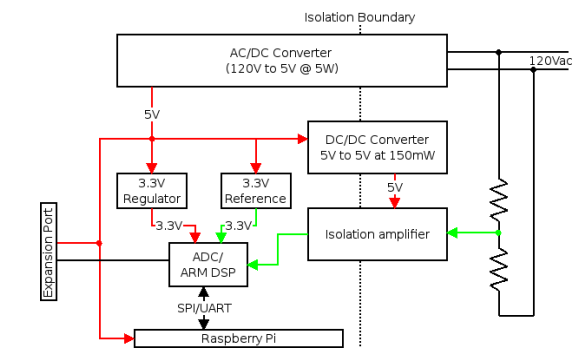 Isolation Boundary
AC/DC Converter
(120V to 5V @ 5W)
120Vac
5V
DC/DC Converter
5V to 5V at 150mW
3.3V
Regulator
3.3V
Reference
5V
Expansion Port
3.3V
3.3V
Isolation amplifier
ADC/
ARM DSP
SPI/UART
Raspberry Pi